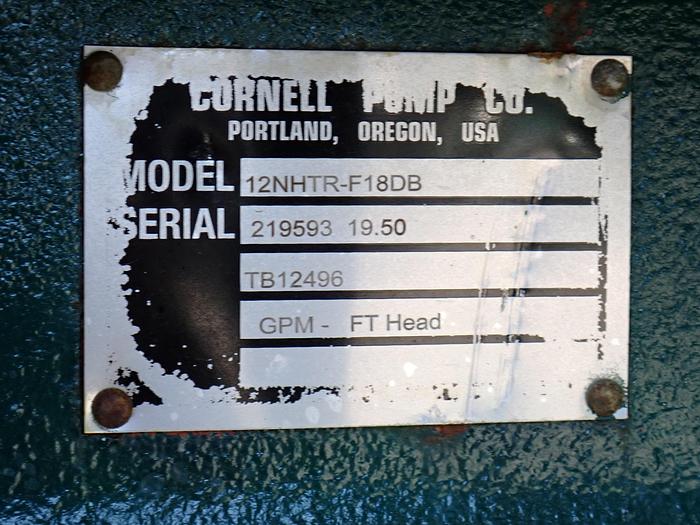 CORNELL PUMP CO.
PORTLAND, OREGON, USA
MODEL 12NHTR-F18DB
SERIAL 219593 19.50
TB12496
GPM - FT Head